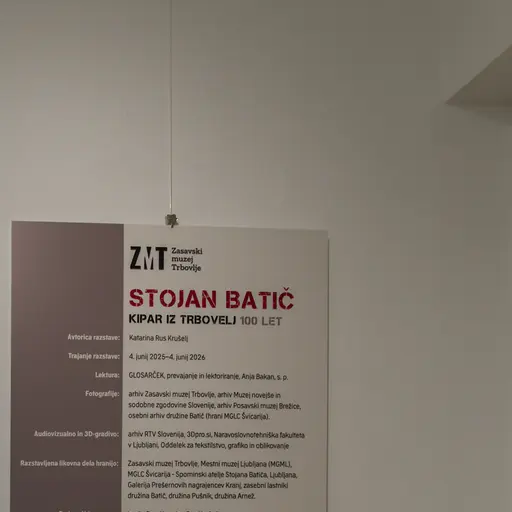 ZMT Zasavski
muzej
Trbovlje
STOJAN BATIČ
KIPAR IZ TRBOVELJ 100 LET
Avtorica razstave: Katarina Rus Krušelj
Trajanje razstave: 4. junij 2025–4. junij 2026
Lektura: GLOSARČEK, prevajanje in lektoriranje, Anja Bakan, s. p.
Fotografije: arhiv Zasavski muzej Trbovlje, arhiv Muzej novejše in
sodobne zgodovine Slovenije, arhiv Posavski muzej Brežice,
osebni arhiv družine Batič (hrani MGLC Švicarija).
Avdiovizualno in 3D-gradivo: arhiv RTV Slovenija, 3Dpro.si, Naravoslovnotehniška fakulteta
v Ljubljani, Oddelek za tekstilstvo, grafiko in oblikovanje
Razstavljena likovna dela hranijo: Zasavski muzej Trbovlje, Mestni muzej Ljubljana (MGML),
MGLC Švicarija - Spominski atelje Stojana Batiča, Ljubljana,
Galerija Prešernovih nagrajencev Kranj, zasebni lastniki
družina Batič, družina Pušnik, družina Arnež.